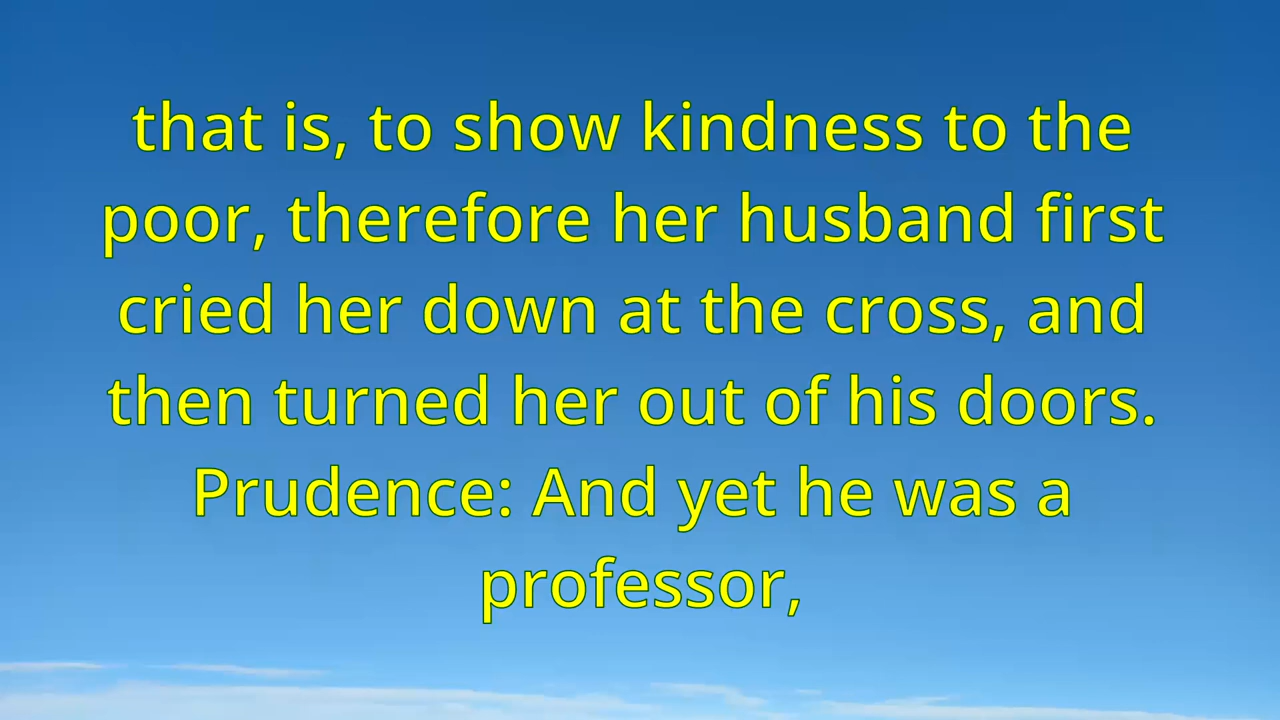 that is, to show kindness to the
poor, therefore her husband first
cried her down at the cross, and
then turned her out of his doors.
Prudence: And yet he was a
professor,